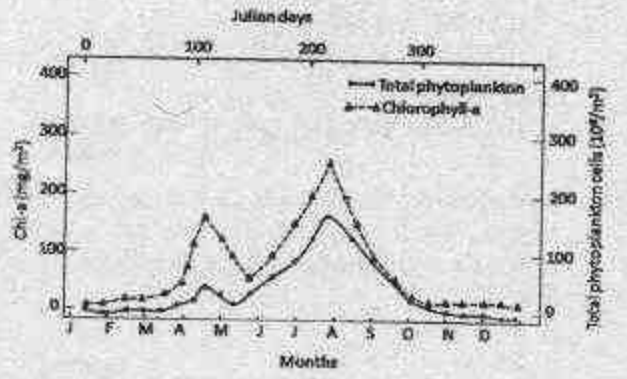 Julian days
0 100 200 300
Total phytoplankton
Chlorophyll-a
400
300
200
100
0
Chl-a (mg/m²)
400
300
200
100
0
Total phytoplankton cells (10⁶/m²)
J F M A M J J A S O N D
Months